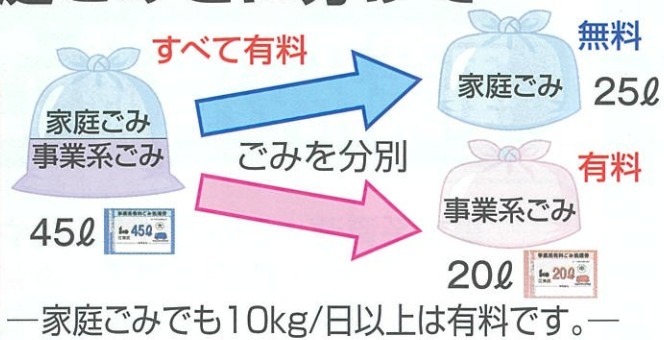 すべて有料
無料
家庭ごみ
25ℓ
家庭ごみ
事業系ごみ
ごみを分別
有料
事業系ごみ
45ℓ
45ℓ
20ℓ
20ℓ
―家庭ごみでも10kg/日以上は有料です。―